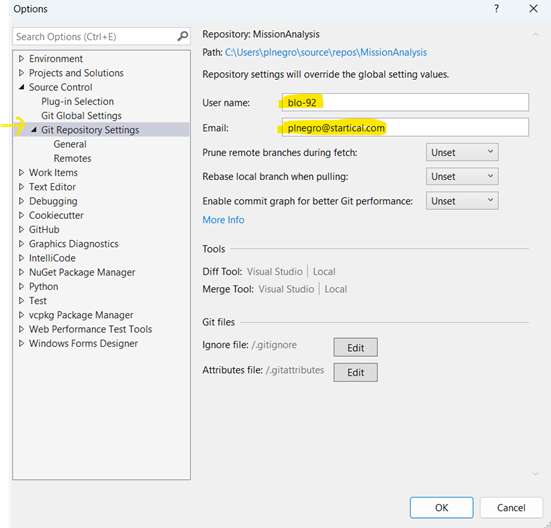 Options
Search Options (Ctrl+E)
Environment
Projects and Solutions
Source Control
Plug-in Selection
Git Global Settings
Git Repository Settings
General
Remotes
Work Items
Text Editor
Debugging
Cookiecutter
GitHub
Graphics Diagnostics
IntelliCode
NuGet Package Manager
Python
Test
vcpkg Package Manager
Web Performance Test Tools
Windows Forms Designer
Repository: MissionAnalysis
Path: C:\Users\plnegro\source\repos\MissionAnalysis
Repository settings will override the global setting values.
User name: blo-92
Email: plnegro@startical.com
Prune remote branches during fetch: Unset
Rebase local branch when pulling: Unset
Enable commit graph for better Git performance: Unset
More Info
Tools
Diff Tool: Visual Studio | Local
Merge Tool: Visual Studio | Local
Git files
Ignore file: /.gitignore Edit
Attributes file: /.gitattributes Edit
OK Cancel